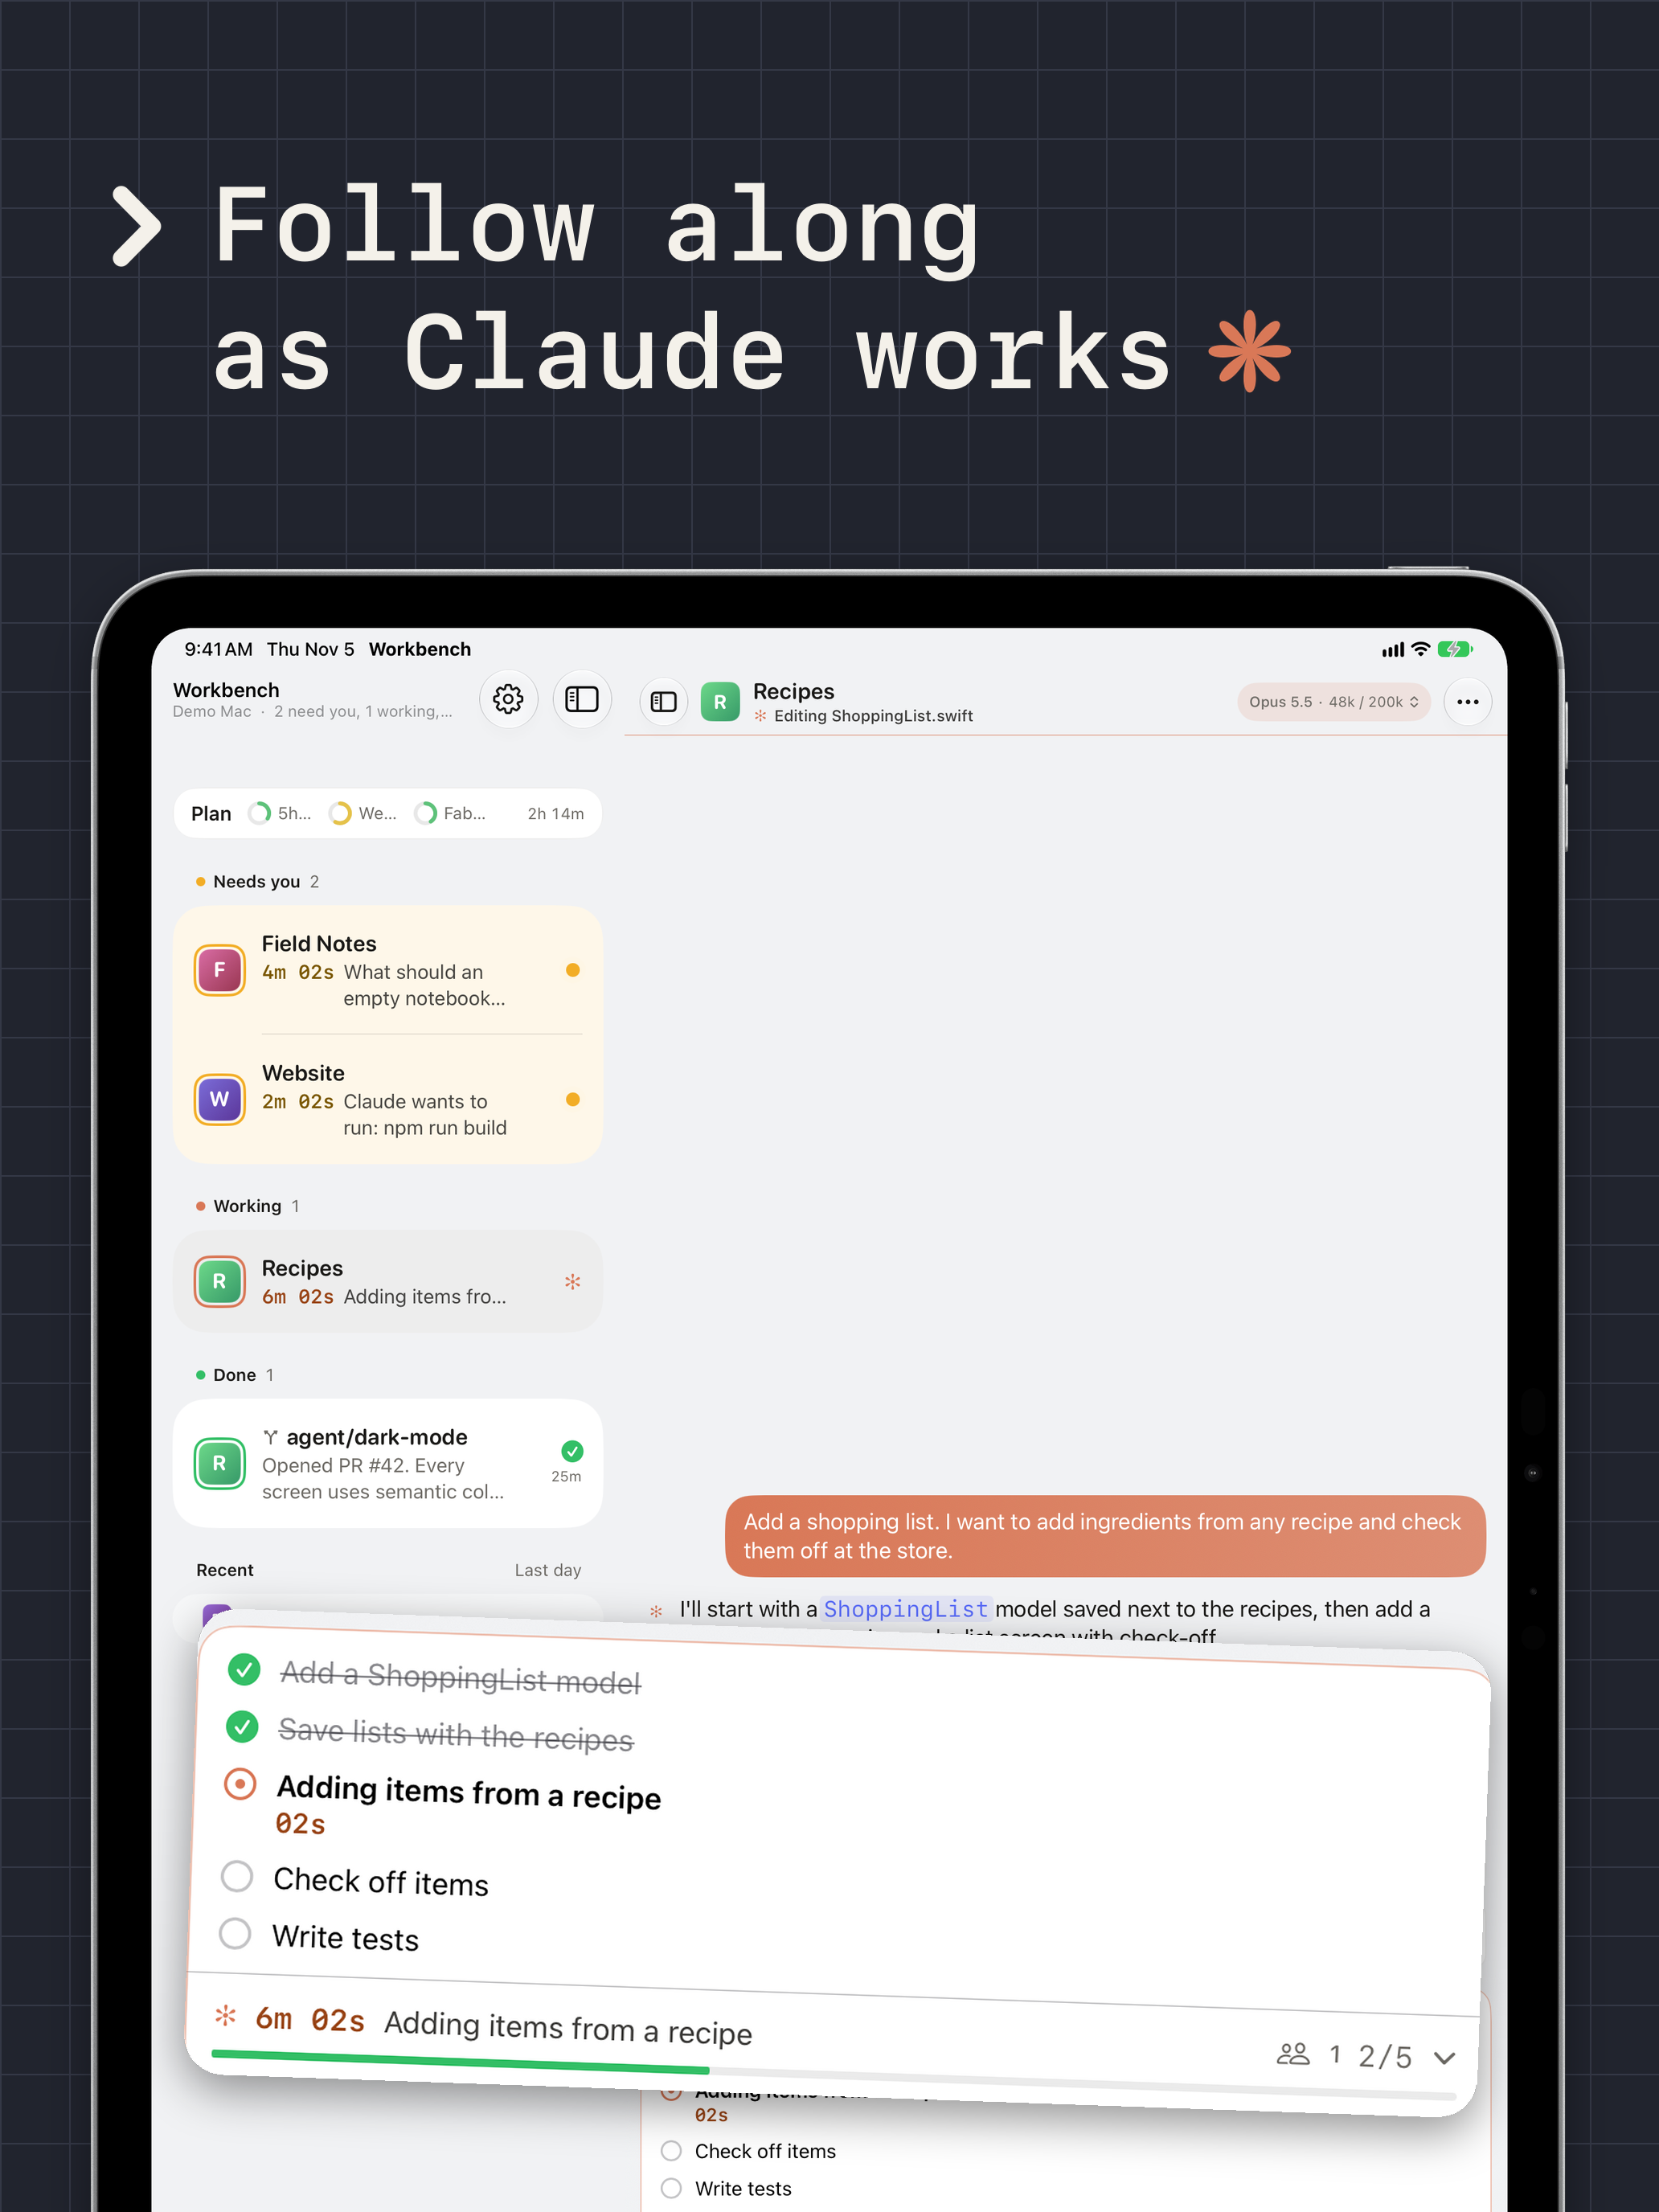 Follow along
as Claude works
9:41 AM Thu Nov 5 Workbench
Workbench
Demo Mac · 2 need you, 1 working,...
Plan 5h... We... Fab... 2h 14m
Needs you 2
F
Field Notes
4m 02s What should an
empty notebook...
W
Website
2m 02s Claude wants to
run: npm run build
Working 1
R
Recipes
6m 02s Adding items fro...
Done 1
R
agent/dark-mode
Opened PR #42. Every
screen uses semantic col...
25m
Recent Last day
R
Recipes
Editing ShoppingList.swift
Opus 5.5 · 48k / 200k
Add a shopping list. I want to add ingredients from any recipe and check
them off at the store.
I'll start with a ShoppingList model saved next to the recipes, then add a
list screen with check-off
Add a ShoppingList model
Save lists with the recipes
Adding items from a recipe
02s
Check off items
Write tests
6m 02s Adding items from a recipe
1 2/5
02s
Check off items
Write tests